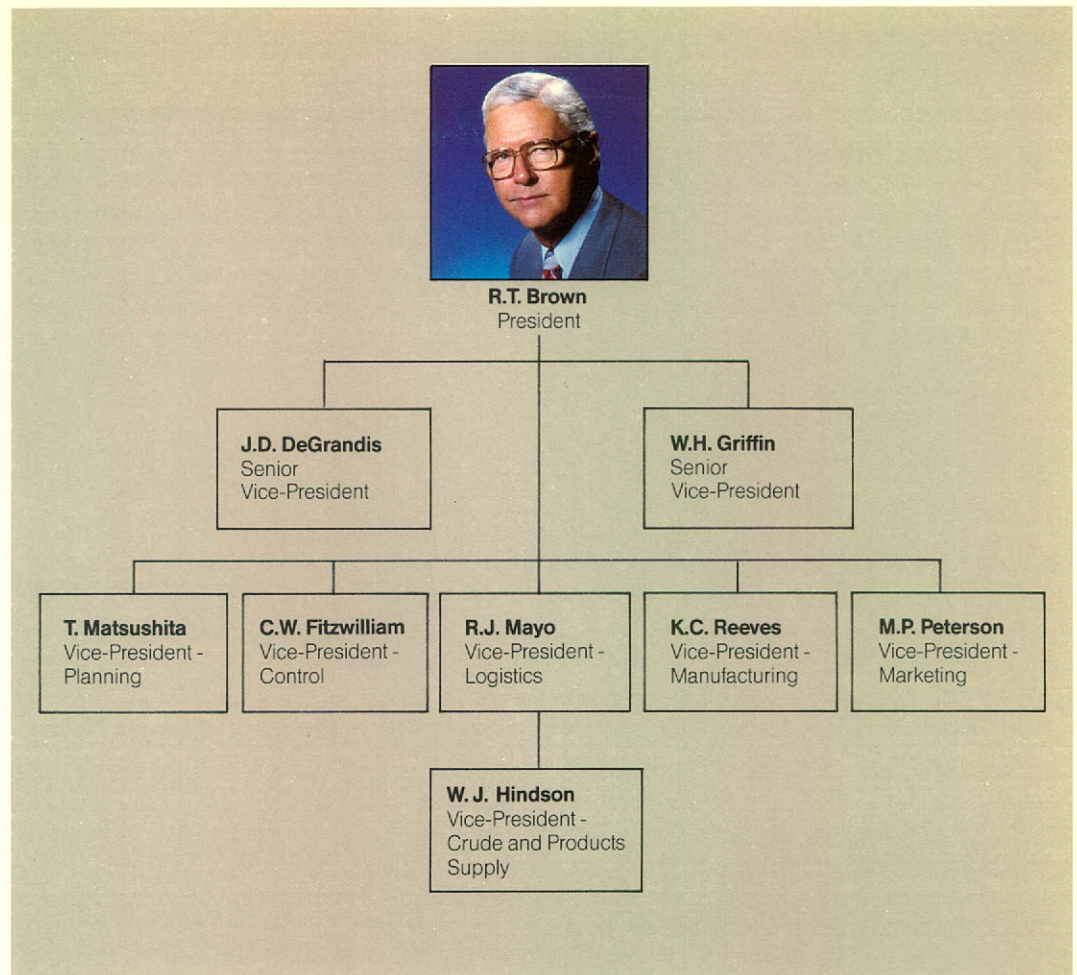 R.T. Brown
President
J.D. DeGrandis
Senior
Vice-President
W.H. Griffin
Senior
Vice-President
T. Matsushita
Vice-President -
Planning
C.W. Fitzwilliam
Vice-President -
Control
R.J. Mayo
Vice-President -
Logistics
K.C. Reeves
Vice-President -
Manufacturing
M.P. Peterson
Vice-President -
Marketing
W. J. Hindson
Vice-President -
Crude and Products
Supply